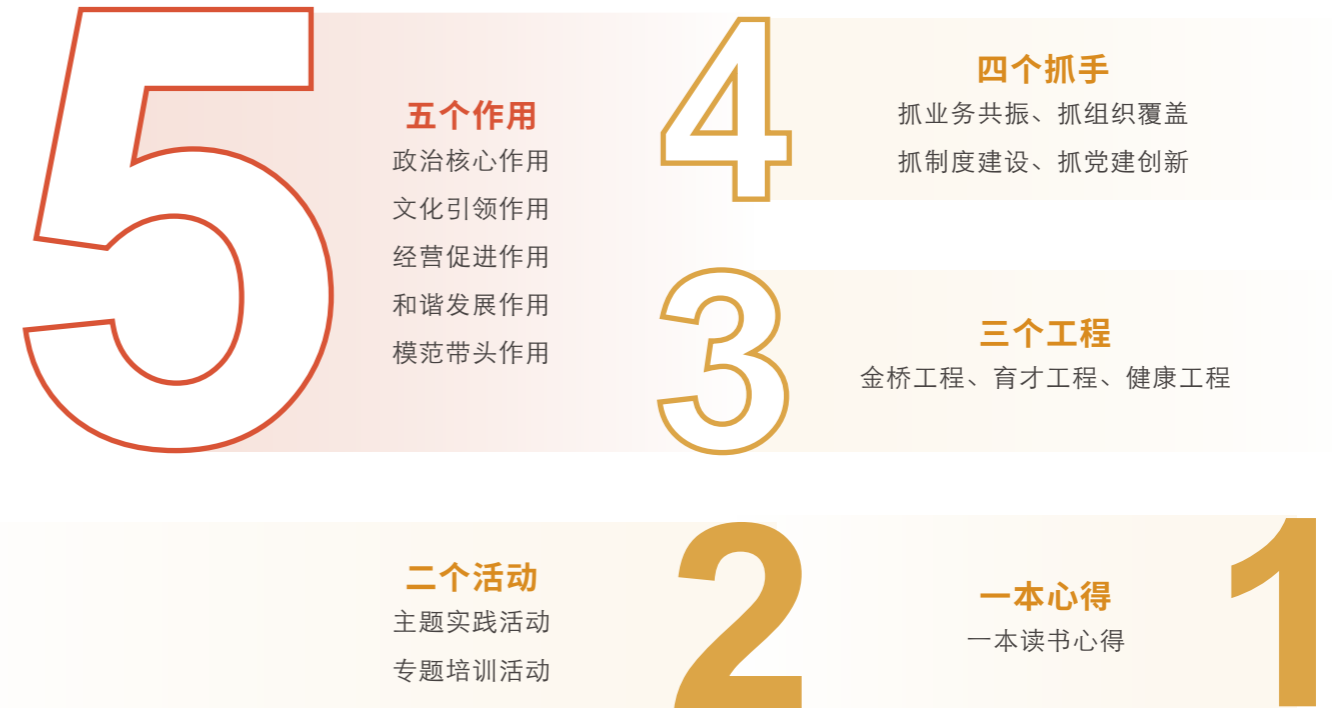 5
五个作用
政治核心作用
文化引领作用
经营促进作用
和谐发展作用
模范带头作用
4
四个抓手
抓业务共振、抓组织覆盖
抓制度建设、抓党建创新
3
三个工程
金桥工程、育才工程、健康工程
二个活动
主题实践活动
专题培训活动
2
一本心得
一本读书心得
1